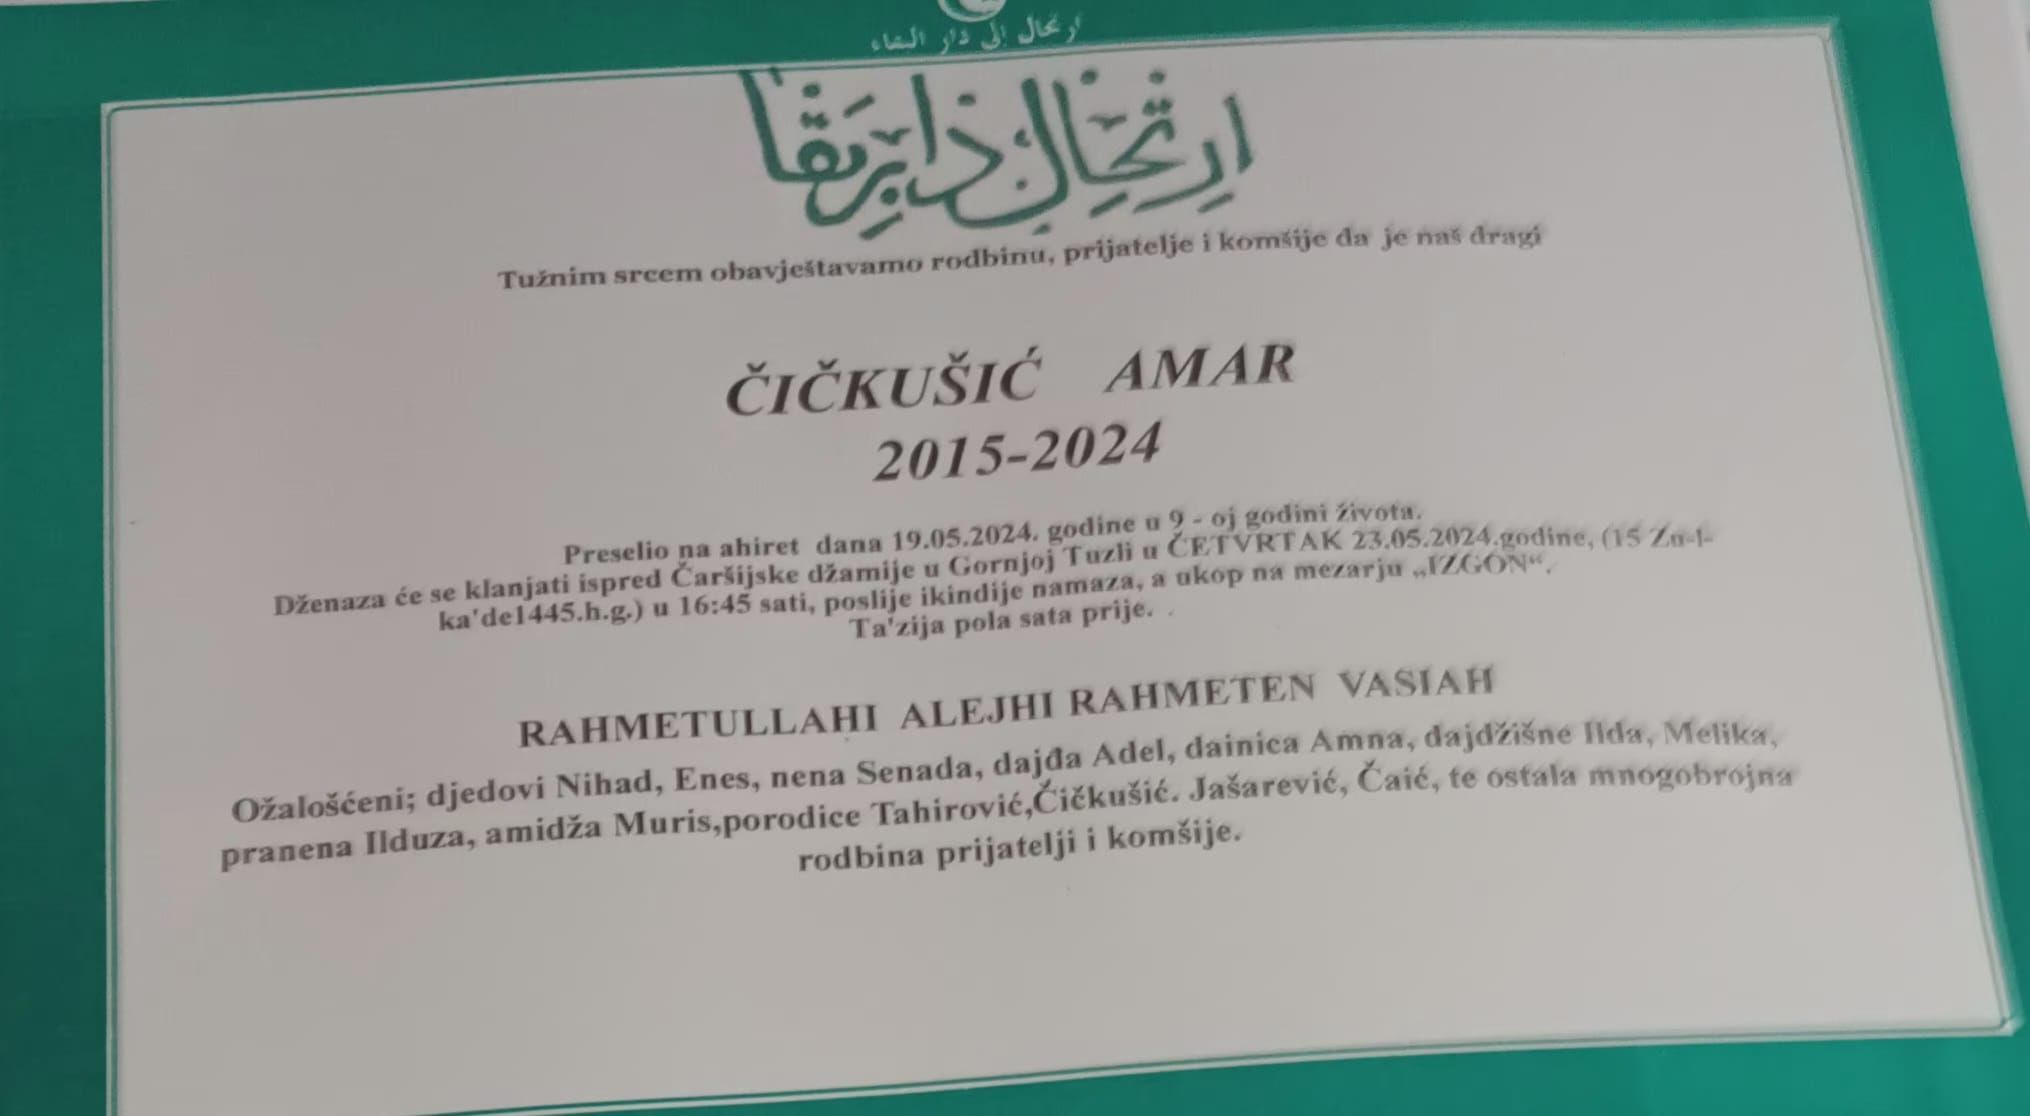 ارتحال إلى دار البقاء
ارتحال دار بقا
Tužnim srcem obavještavamo rodbinu, prijatelje i komšije da je naš dragi
ČIČKUŠIĆ AMAR
2015-2024
Preselio na ahiret dana 19.05.2024. godine u 9 - oj godini života.
Dženaza će se klanjati ispred Čaršijske džamije u Gornjoj Tuzli u ČETVRTAK 23.05.2024.godine, (15 Zu-l-
ka'de1445.h.g.) u 16:45 sati, poslije ikindije namaza, a ukop na mezarju „IZGON“.
Ta'zija pola sata prije.
RAHMETULLAHI ALEJHI RAHMETEN VASIAH
Ožalošćeni; djedovi Nihad, Enes, nena Senada, dajđa Adel, dainica Amna, dajdžišne Ilda, Melika,
pranena Ilduza, amidža Muris,porodice Tahirović,Čičkušić. Jašarević, Čaić, te ostala mnogobrojna
rodbina prijatelji i komšije.